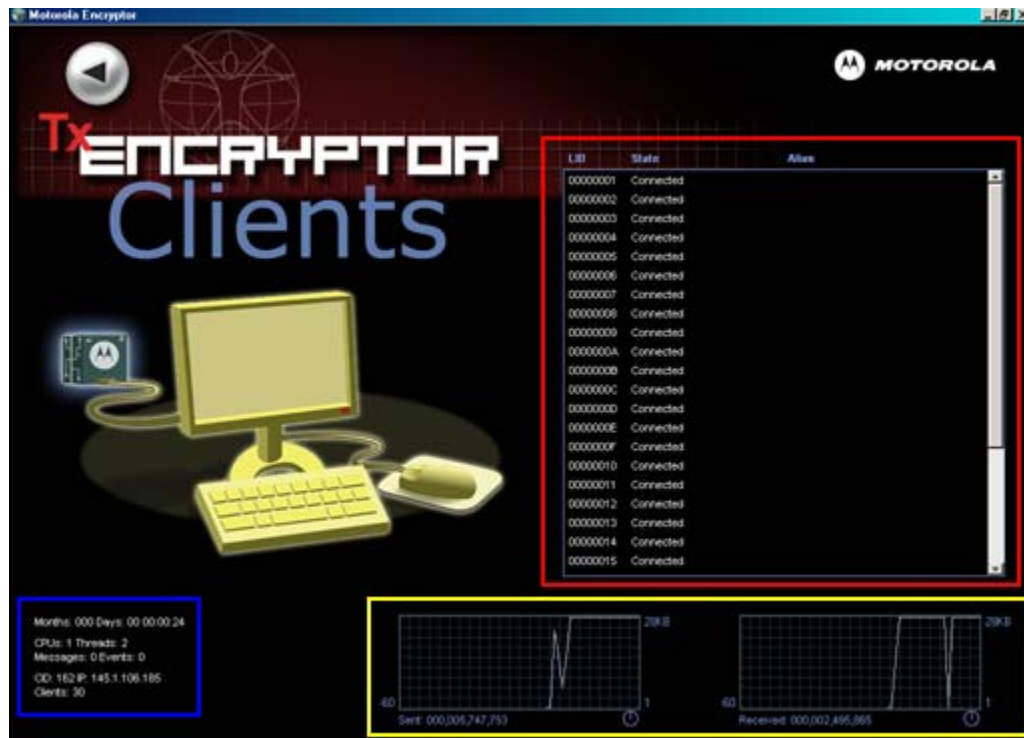 Motorola Encryptor
MOTOROLA
Tx ENCRYPTOR
Clients
LID State Alias
00000001 Connected
00000002 Connected
00000003 Connected
00000004 Connected
00000005 Connected
00000006 Connected
00000007 Connected
00000008 Connected
00000009 Connected
0000000A Connected
0000000B Connected
0000000C Connected
0000000D Connected
0000000E Connected
0000000F Connected
00000010 Connected
00000011 Connected
00000012 Connected
00000013 Connected
00000014 Connected
00000015 Connected
Months: 000 Days: 00:00:00:24
CPUs: 1 Threads: 2
Messages: 0 Events: 0
CID: 162 IP: 145.1.106.185
Clients: 30
28KB
-60 1
Sent: 000,006,747,753
28KB
-60 1
Received: 000,002,495,865